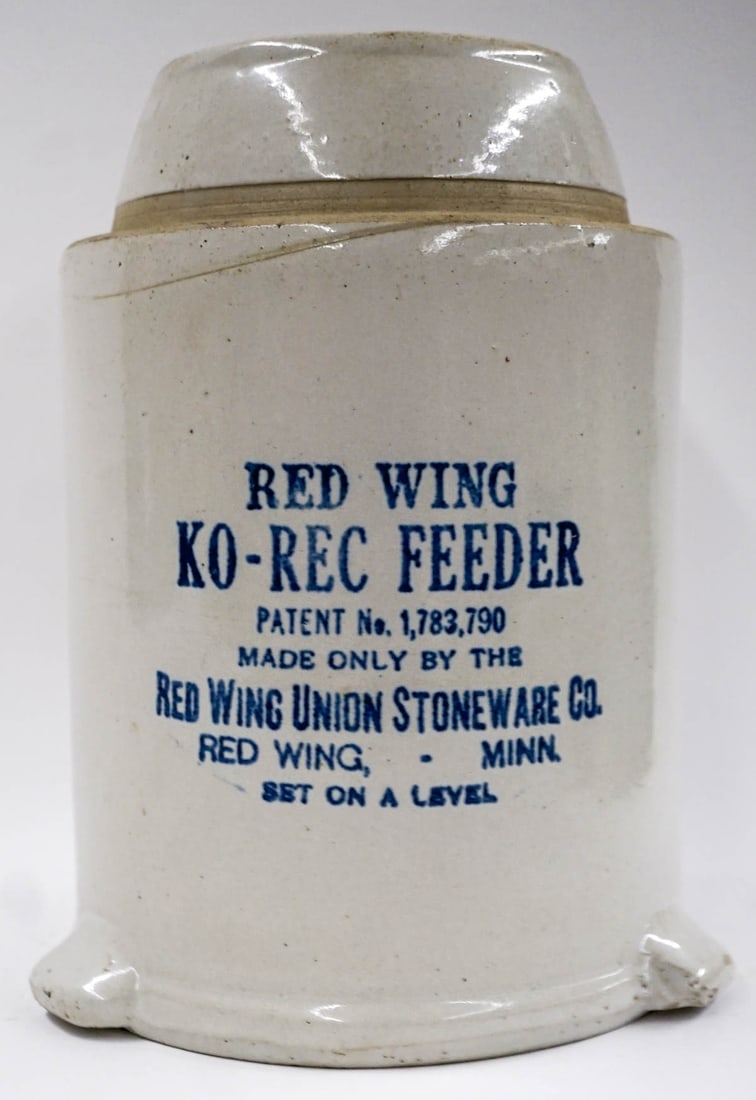 RED WING
KO-REC FEEDER
PATENT No. 1,783,790
MADE ONLY BY THE
RED WING UNION STONEWARE CO.
RED WING, - MINN.
SET ON A LEVEL